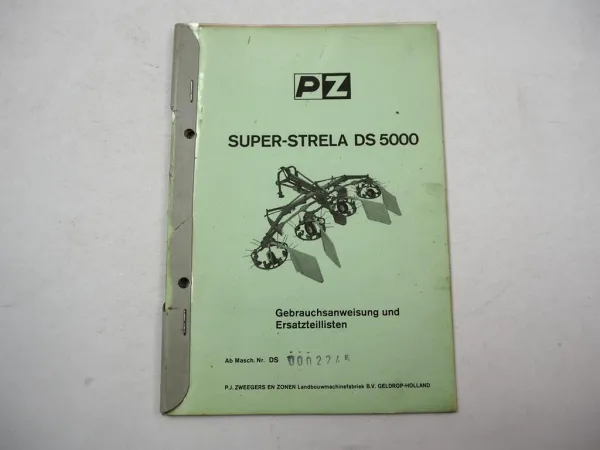 PZ
SUPER-STRELA DS 5000
Gebrauchsanweisung und
Ersatzteillisten
Ab Masch. Nr. DS
P.J. ZWEEGERS EN ZONEN Landbouwmachinefabriek B.V. GELDROP-HOLLAND